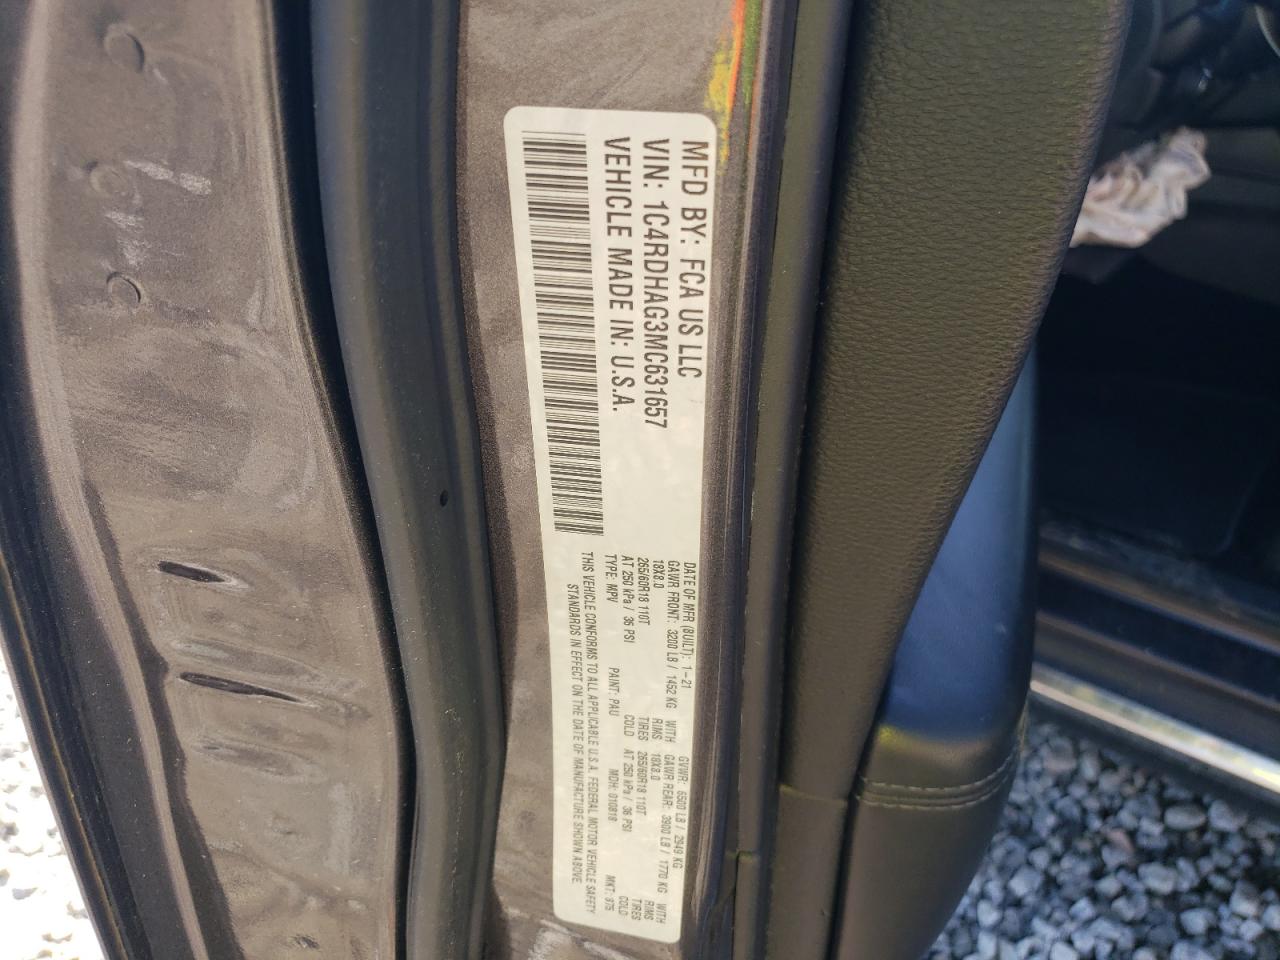 MFD BY: FCA US LLC
VIN: 1C4RDHAG3MC631657
VEHICLE MADE IN: U.S.A.
DATE OF MFR (BUILT): 1-21 GVWR: 6500 LB / 2949 KG
GAWR FRONT: 3200 LB / 1452 KG WITH GAWR REAR: 3900 LB / 1770 KG WITH
18X8.0 RIMS 18X8.0 RIMS
265/60R18 110T TIRES 265/60R18 110T TIRES
AT 250 kPa / 36 PSI COLD AT 250 kPa / 36 PSI COLD
TYPE: MPV PAINT: PAU MDH: 010818 MKT:
THIS VEHICLE CONFORMS TO ALL APPLICABLE U.S.A. FEDERAL MOTOR VEHICLE SAFETY
STANDARDS IN EFFECT ON THE DATE OF MANUFACTURE SHOWN ABOVE.